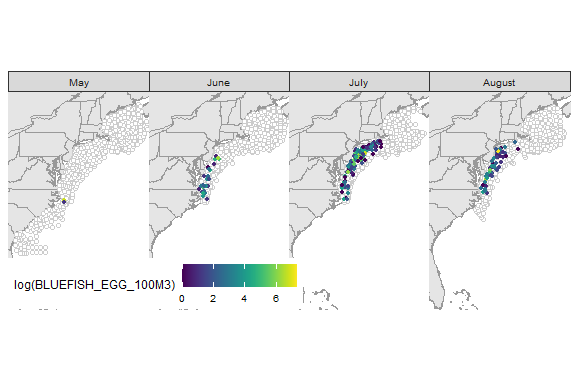 May June July August
log(BLUEFISH_EGG_100M3)
0 2 4 6